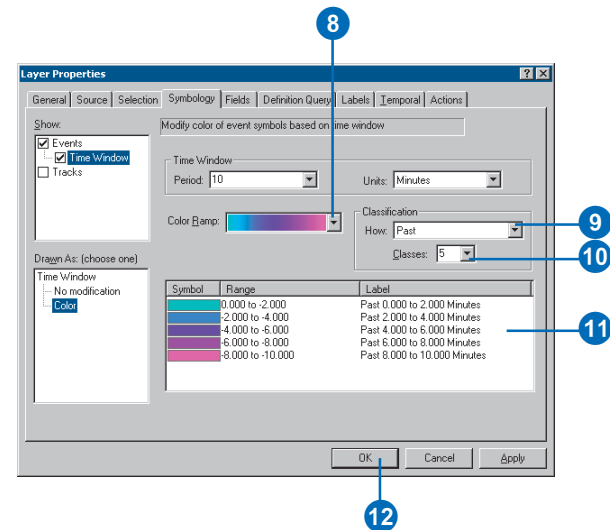 8
Layer Properties
General Source Selection Symbology Fields Definition Query Labels Temporal Actions
Show:
Events
Time Window
Tracks
Modify color of event symbols based on time window
Time Window
Period: 10
Units: Minutes
Color Ramp:
Classification
How: Past
9
Classes: 5
10
Drawn As: (choose one)
Time Window
No modification
Color
Symbol Range Label
0.000 to -2.000 Past 0.000 to 2.000 Minutes
-2.000 to -4.000 Past 2.000 to 4.000 Minutes
-4.000 to -6.000 Past 4.000 to 6.000 Minutes
-6.000 to -8.000 Past 6.000 to 8.000 Minutes
-8.000 to -10.000 Past 8.000 to 10.000 Minutes
11
OK Cancel Apply
12